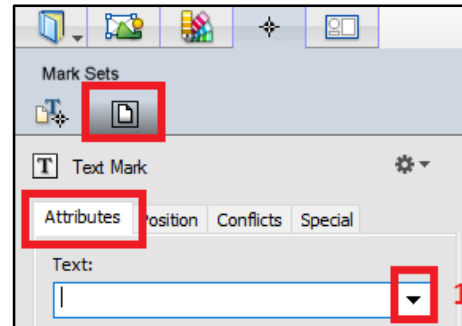 Mark Sets
T Text Mark
Attributes Position Conflicts Special
Text:
1